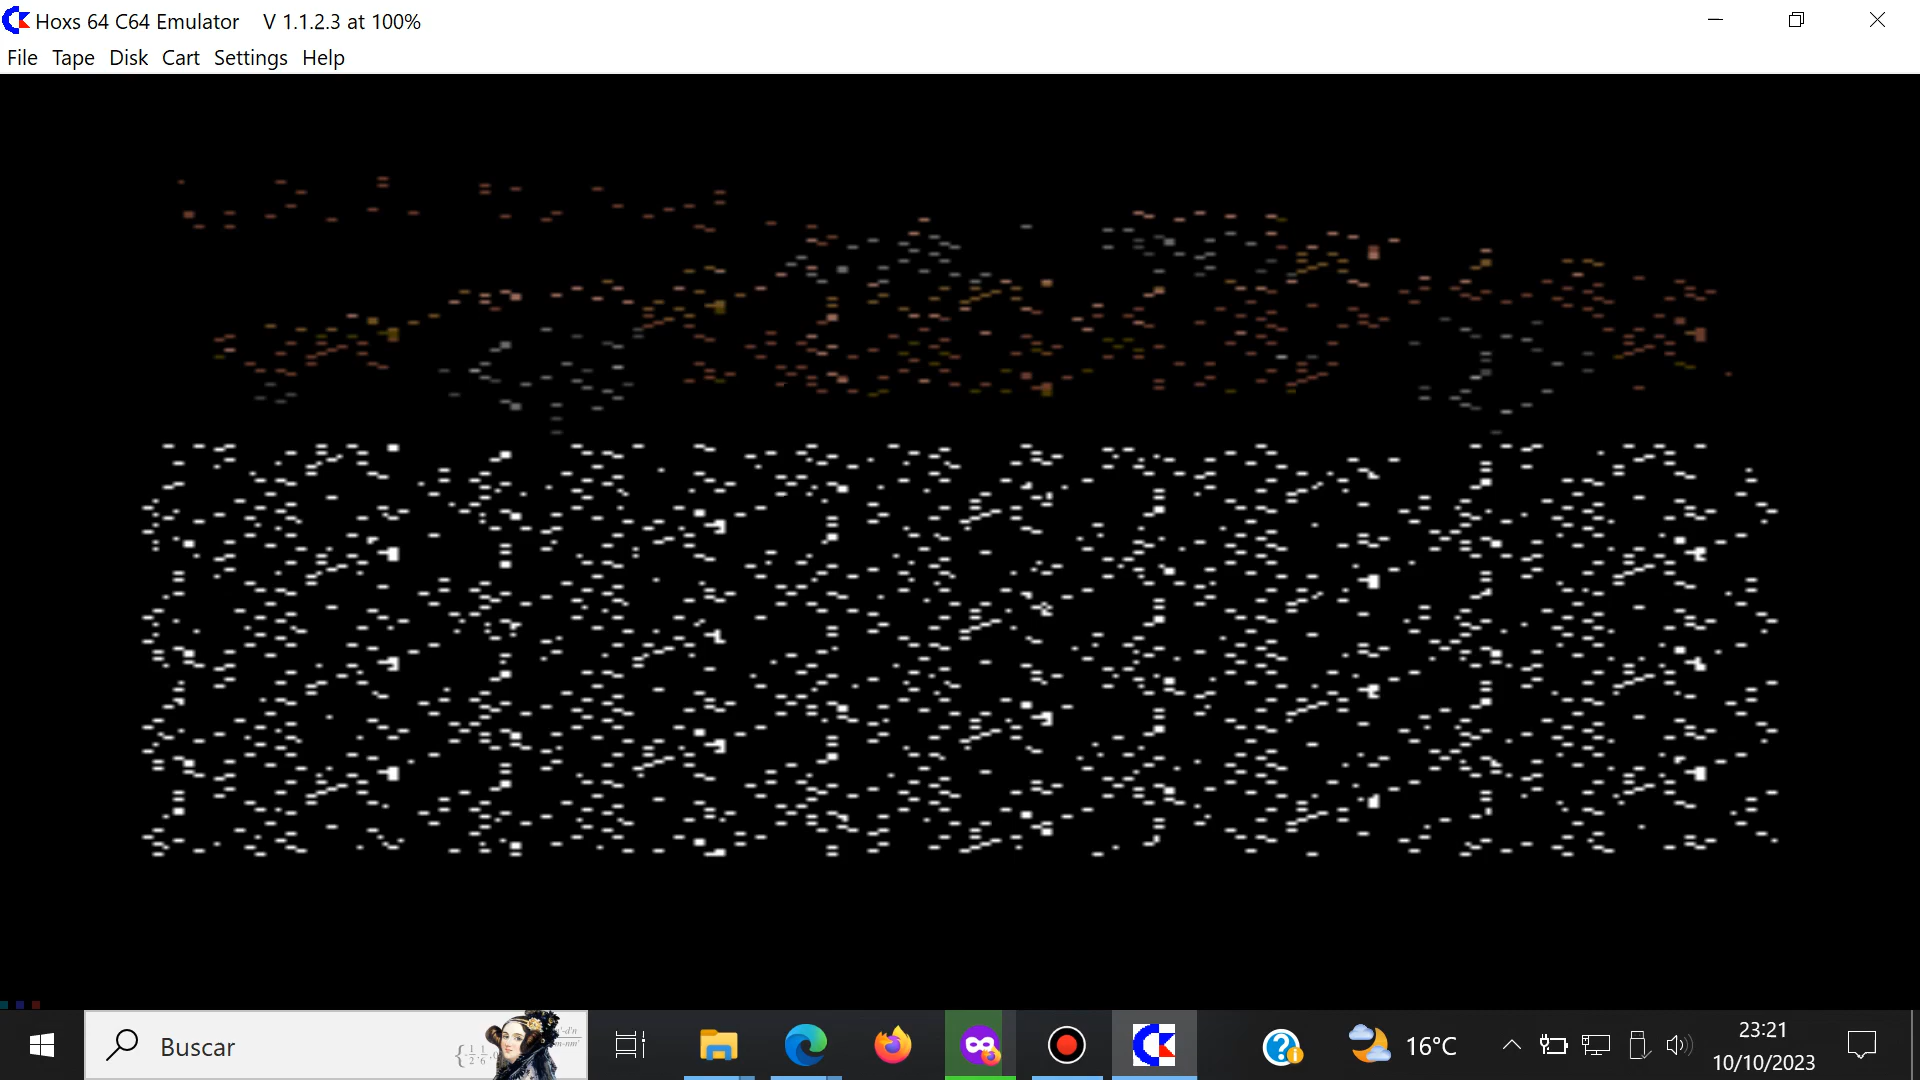 Hoxs 64 C64 Emulator V 1.1.2.3 at 100%
File Tape Disk Cart Settings Help
Buscar
16°C
23:21
10/10/2023